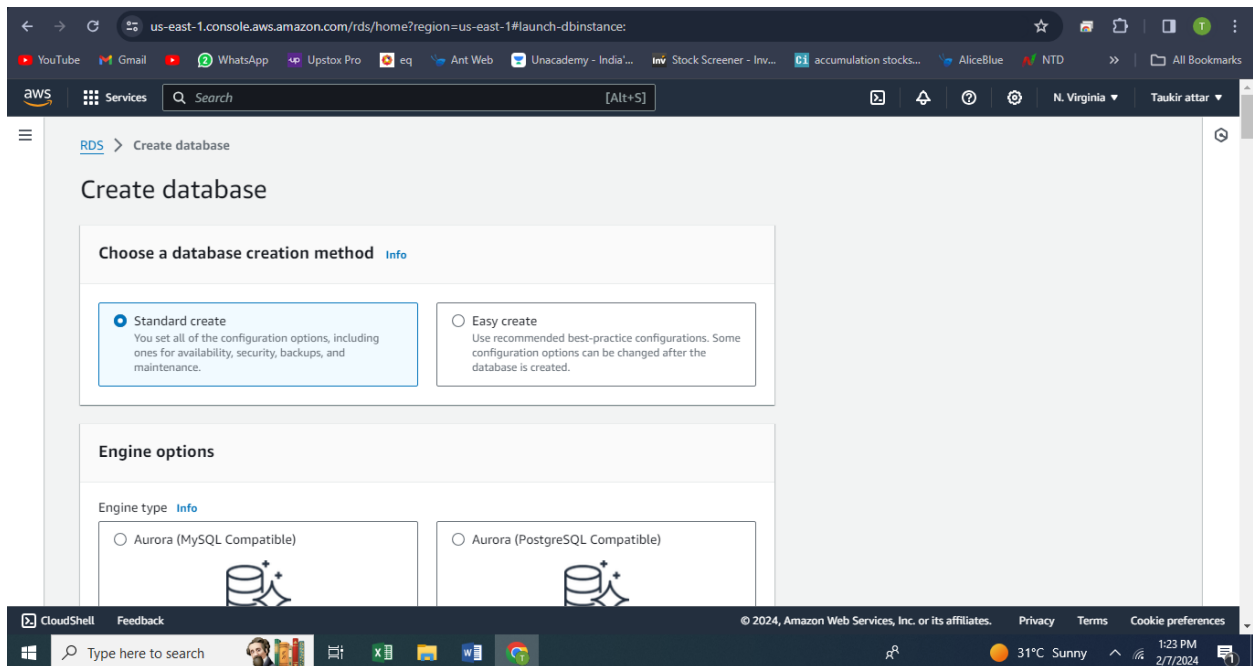 us-east-1.console.aws.amazon.com/rds/home?region=us-east-1#launch-dbinstance:
T
YouTube Gmail 2 WhatsApp up Upstox Pro eq Ant Web Unacademy - India'... inv Stock Screener - Inv... Ci accumulation stocks... AliceBlue NTD » All Bookmarks
aws Services Search [Alt+S] N. Virginia ▼ Taukir attar ▼
RDS > Create database
Create database
Choose a database creation method Info
Standard create
You set all of the configuration options, including
ones for availability, security, backups, and
maintenance.
Easy create
Use recommended best-practice configurations. Some
configuration options can be changed after the
database is created.
Engine options
Engine type Info
Aurora (MySQL Compatible)
Aurora (PostgreSQL Compatible)
CloudShell Feedback © 2024, Amazon Web Services, Inc. or its affiliates. Privacy Terms Cookie preferences
Type here to search 31°C Sunny 1:23 PM
2/7/2024
1